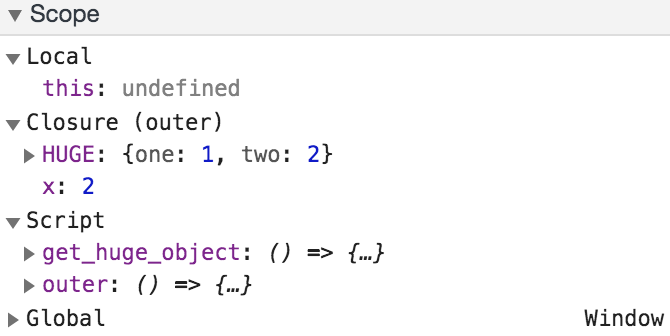 Scope
Local
this: undefined
Closure (outer)
HUGE: {one: 1, two: 2}
x: 2
Script
get_huge_object: () => {…}
outer: () => {…}
Global Window